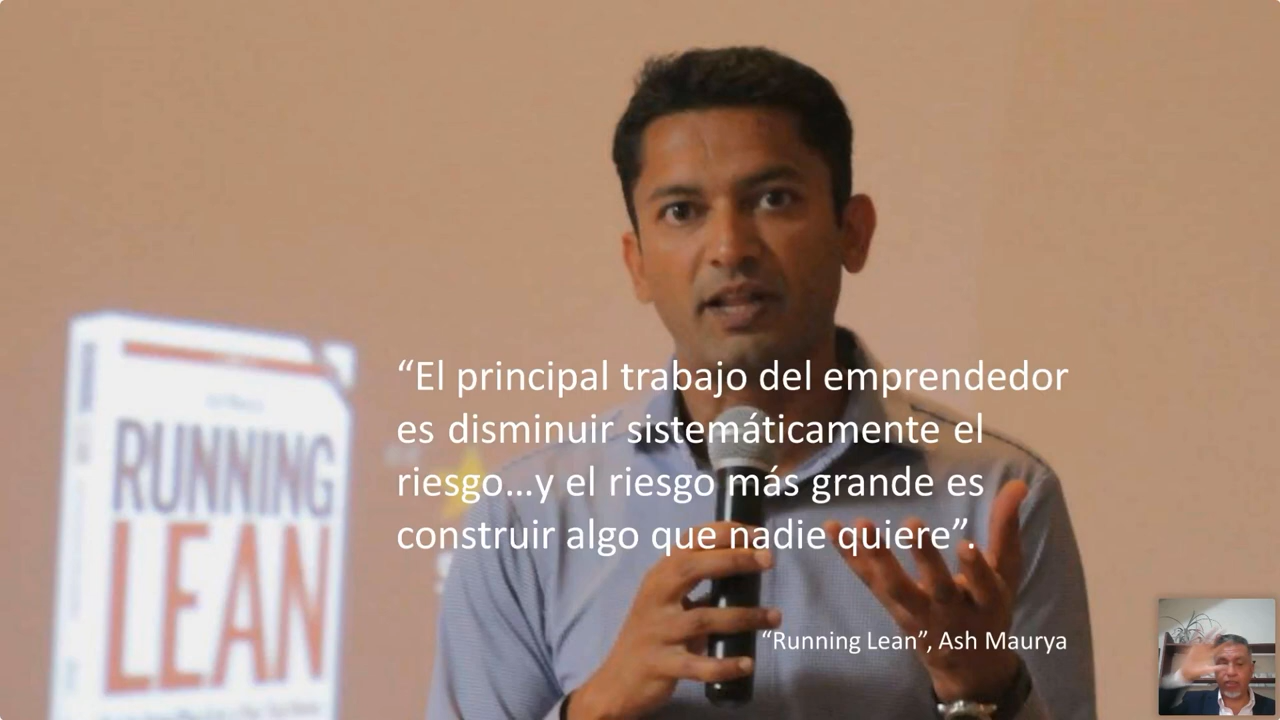 RUNNING
LEAN
“El principal trabajo del emprendedor
es disminuir sistemáticamente el
riesgo...y el riesgo más grande es
construir algo que nadie quiere”.
“Running Lean”, Ash Maurya